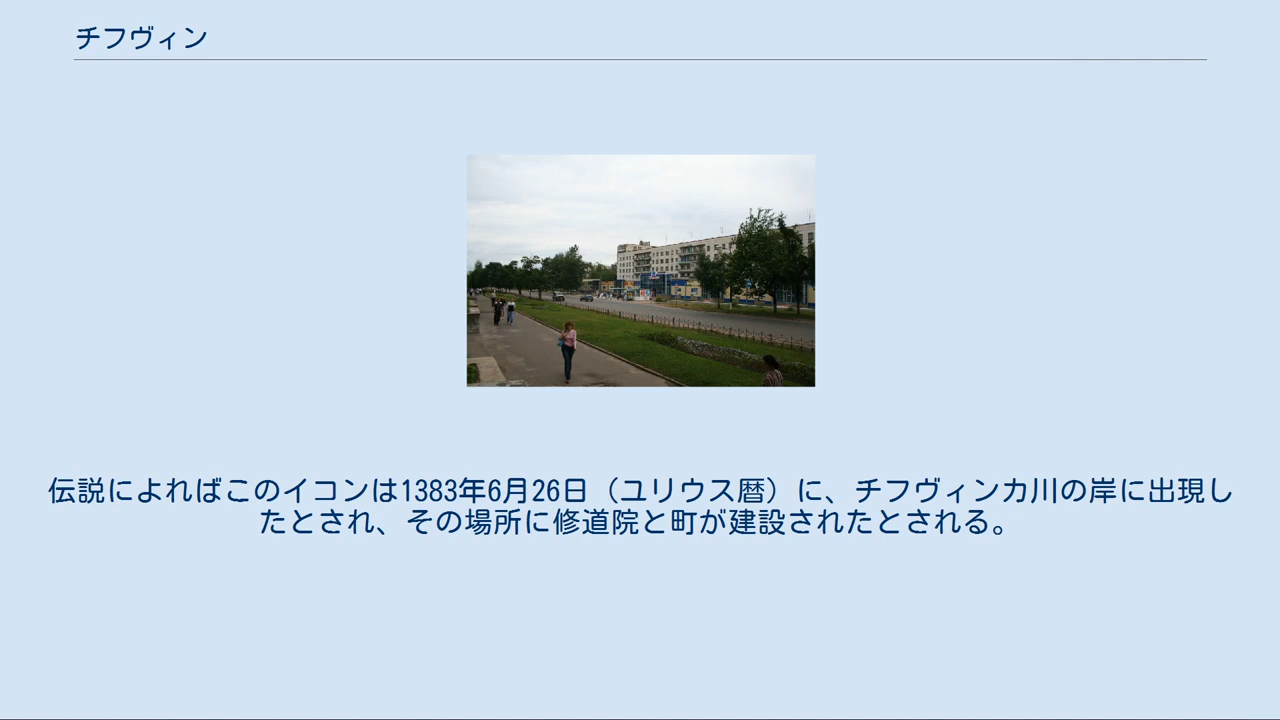 チフヴィン
伝説によればこのイコンは1383年6月26日（ユリウス暦）に、チフヴィンカ川の岸に出現し
たとされ、その場所に修道院と町が建設されたとされる。